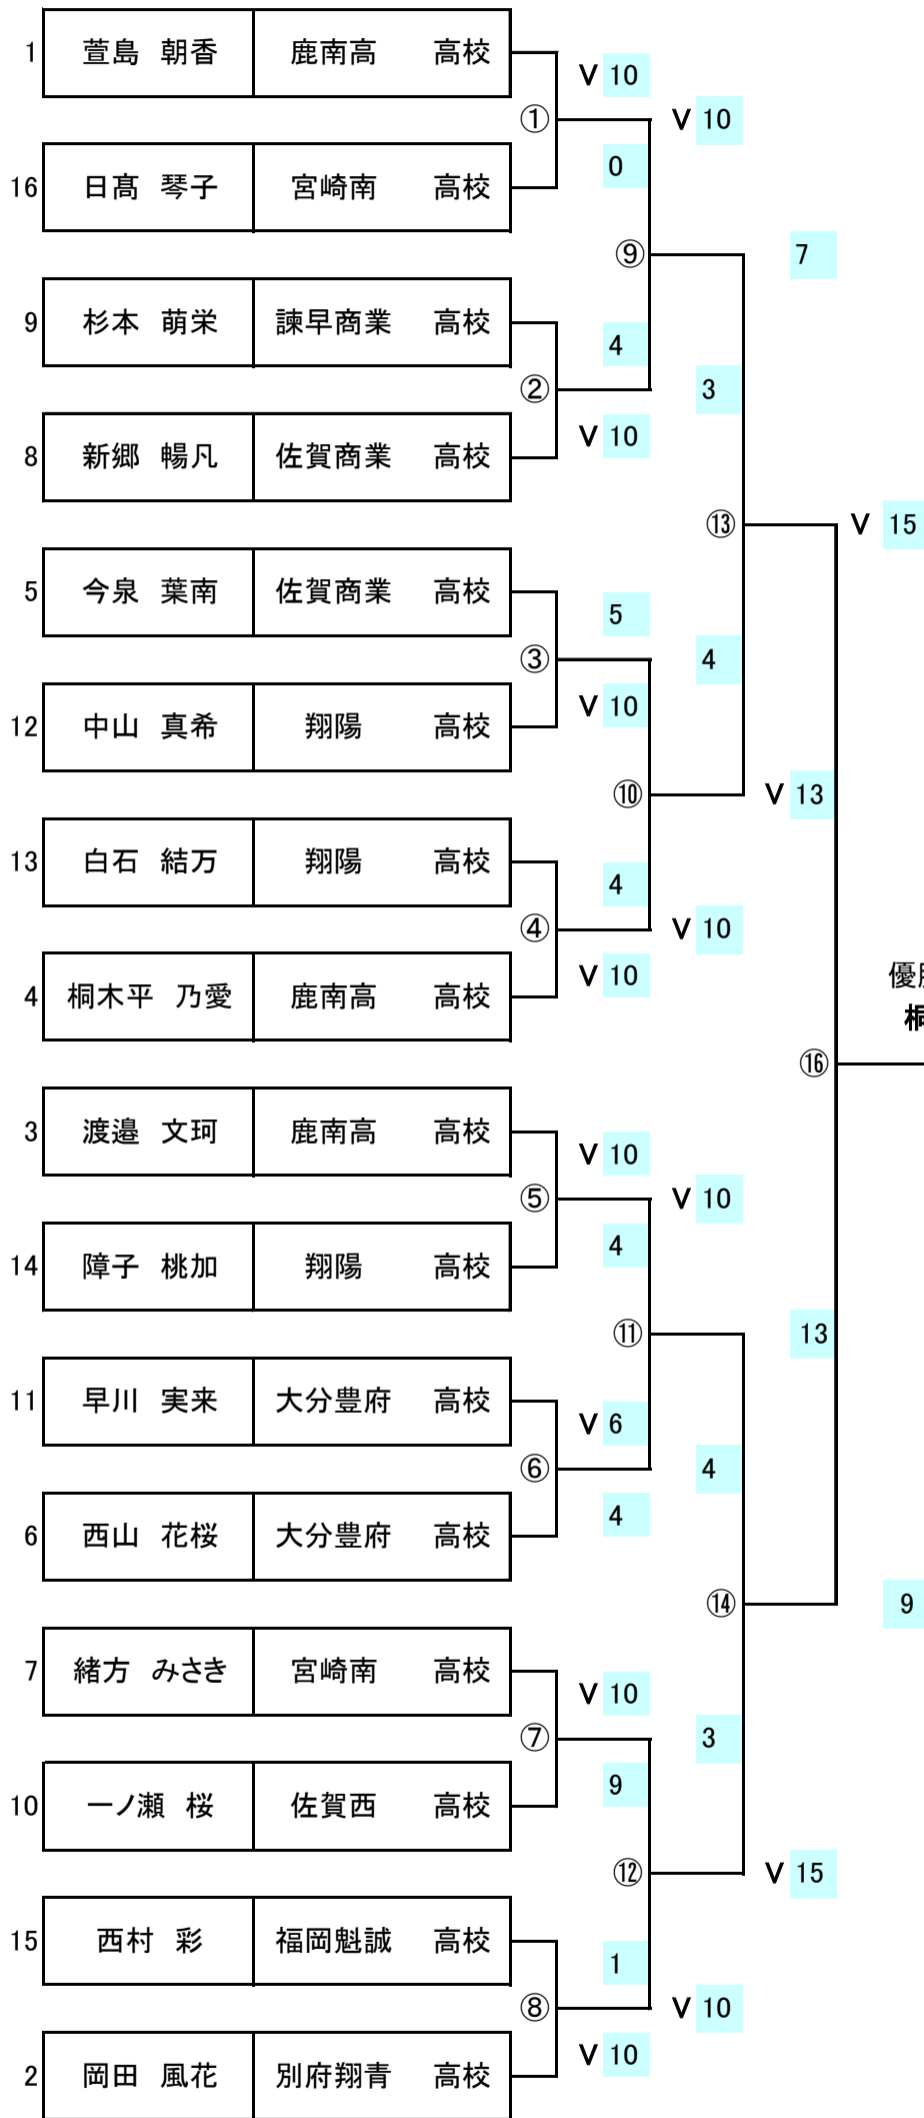 1 萱島 朝香 鹿南高 高校
V 10
① V 10
0
16 日髙 琴子 宮崎南 高校
⑨ 7
9 杉本 萌栄 諫早商業 高校
4
② 3
V 10
8 新郷 暢凡 佐賀商業 高校
⑬ V 15
5 今泉 葉南 佐賀商業 高校
5
③ 4
V 10
12 中山 真希 翔陽 高校
⑩ V 13
13 白石 結万 翔陽 高校
4
④ V 10
V 10
4 桐木平 乃愛 鹿南高 高校
優
桐
⑯
3 渡邉 文珂 鹿南高 高校
V 10
⑤ V 10
4
14 障子 桃加 翔陽 高校
⑪ 13
11 早川 実来 大分豊府 高校
V 6
⑥ 4
4
6 西山 花桜 大分豊府 高校
⑭ 9
7 緒方 みさき 宮崎南 高校
V 10
⑦ 3
9
10 一ノ瀬 桜 佐賀西 高校
⑫ V 15
15 西村 彩 福岡魁誠 高校
1
⑧ V 10
V 10
2 岡田 風花 別府翔青 高校